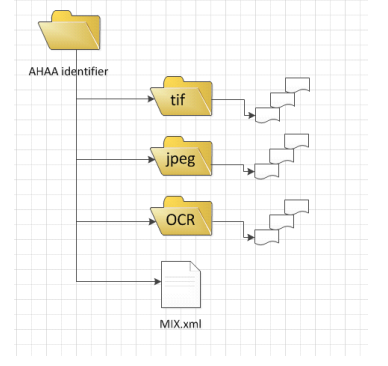 AHAA identifier
tif
jpeg
OCR
MIX.xml